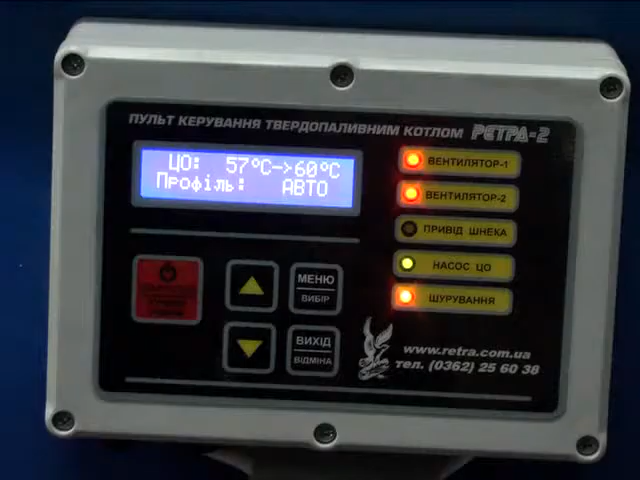 ПУЛЬТ КЕРУВАННЯ ТВЕРДОПАЛИВНИМ КОТЛОМ РЕТРА-2
ЦО: 57°C->60°C
Профіль: АВТО
ВЕНТИЛЯТОР-1
ВЕНТИЛЯТОР-2
ПРИВІД ШНЕКА
НАСОС ЦО
ШУРУВАННЯ
МЕНЮ
ВИБІР
ВИХІД
ВІДМІНА
www.retra.com.ua
тел. (0362) 25 60 38